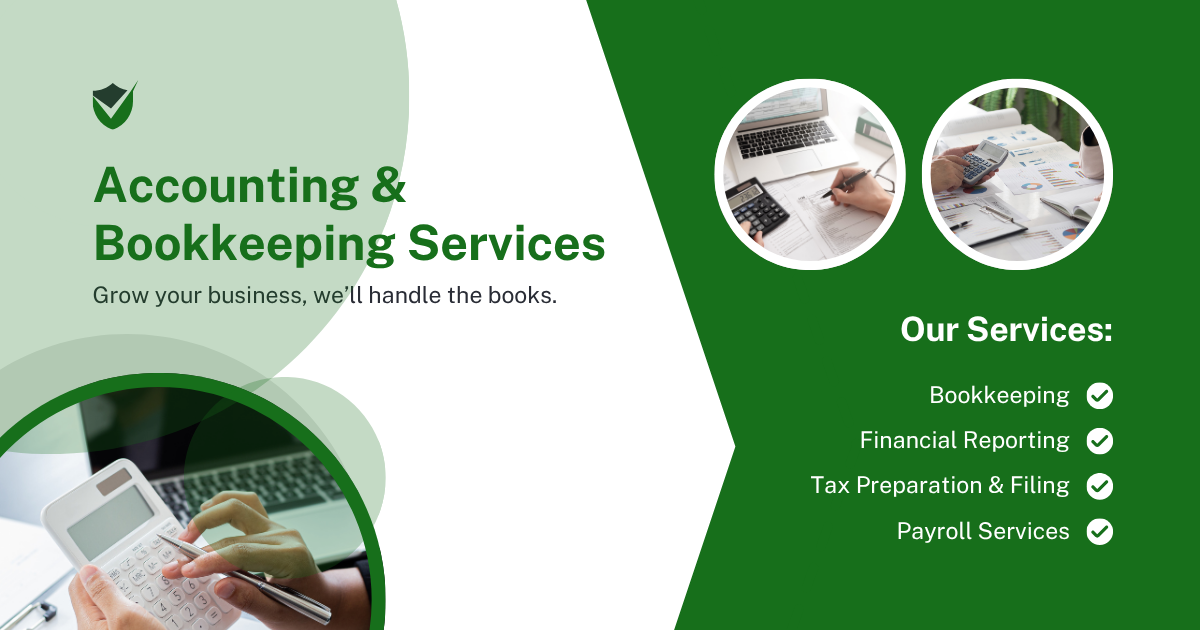 Accounting &
Bookkeeping Services
Grow your business, we’ll handle the books.
Our Services:
Bookkeeping
Financial Reporting
Tax Preparation & Filing
Payroll Services